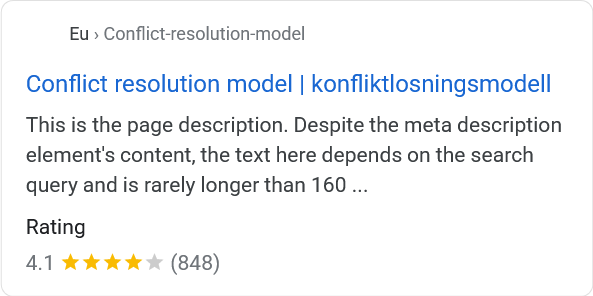 Eu › Conflict-resolution-model
Conflict resolution model | konfliktlosningsmodell
This is the page description. Despite the meta description
element's content, the text here depends on the search
query and is rarely longer than 160 ...
Rating
4.1 ★★★★★ (848)